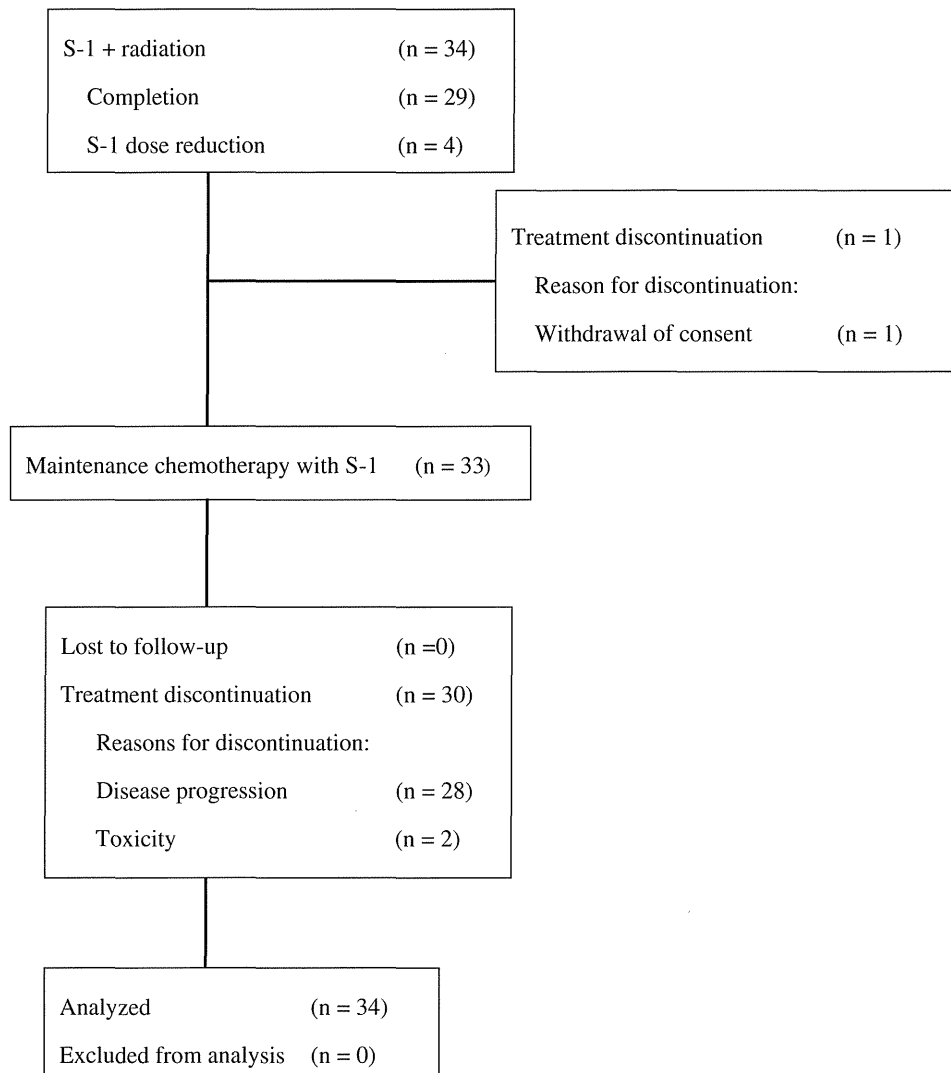 S-1 + radiation (n = 34)
Completion (n = 29)
S-1 dose reduction (n = 4)
Treatment discontinuation (n = 1)
Reason for discontinuation:
Withdrawal of consent (n = 1)
Maintenance chemotherapy with S-1 (n = 33)
Lost to follow-up (n =0)
Treatment discontinuation (n = 30)
Reasons for discontinuation:
Disease progression (n = 28)
Toxicity (n = 2)
Analyzed (n = 34)
Excluded from analysis (n = 0)